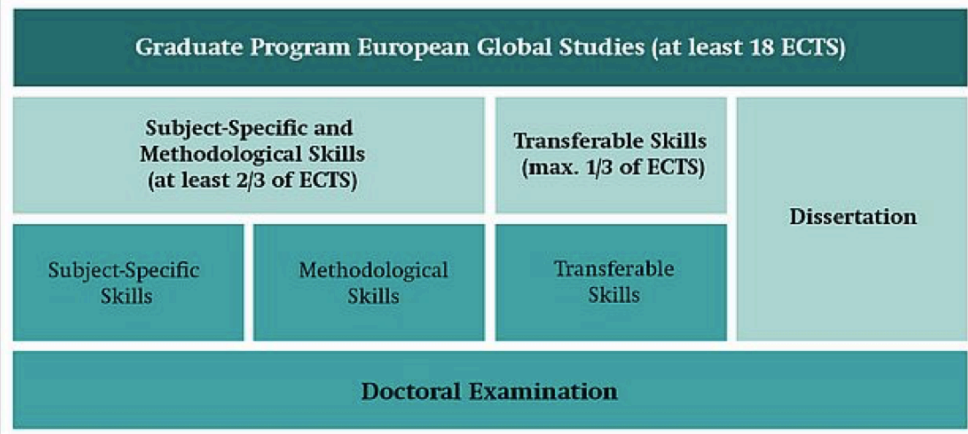 Graduate Program European Global Studies (at least 18 ECTS)
Subject-Specific and
Methodological Skills
(at least 2/3 of ECTS)
Transferable Skills
(max. 1/3 of ECTS)
Dissertation
Subject-Specific
Skills
Methodological
Skills
Transferable
Skills
Doctoral Examination